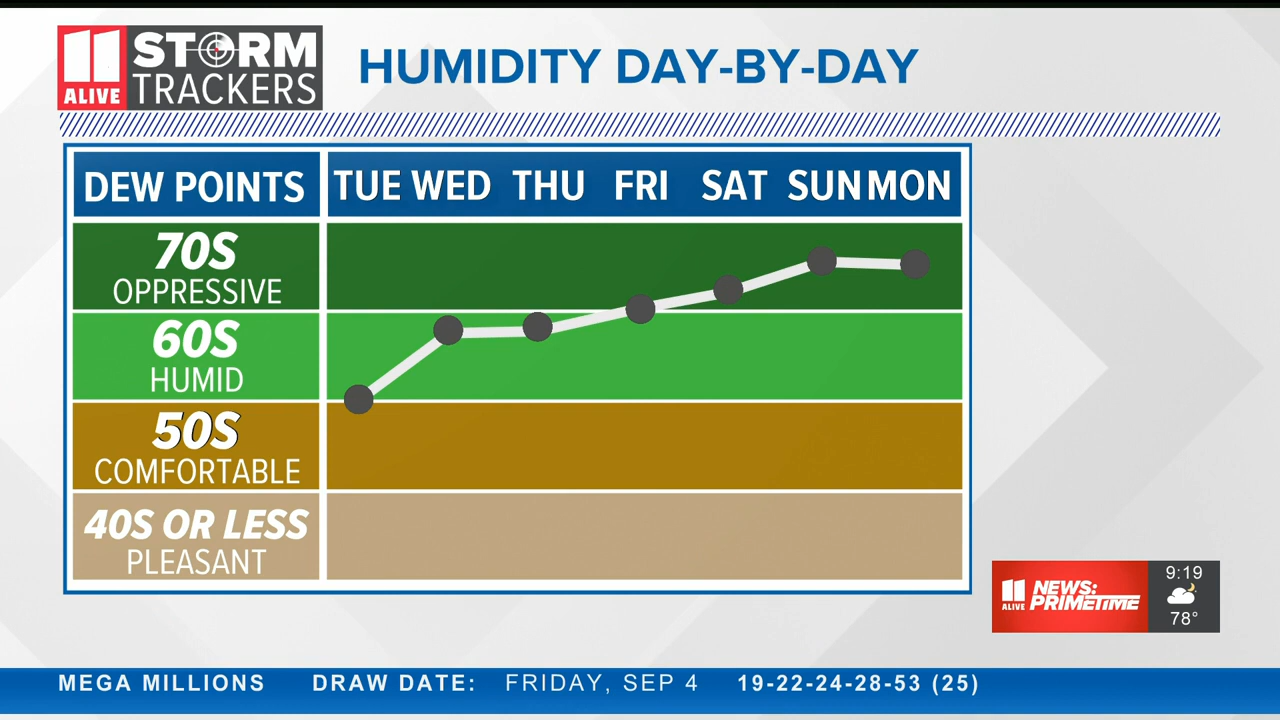 11 ALIVE STORM TRACKERS
HUMIDITY DAY-BY-DAY
DEW POINTS TUE WED THU FRI SAT SUN MON
70S
OPPRESSIVE
60S
HUMID
50S
COMFORTABLE
40S OR LESS
PLEASANT
11 ALIVE NEWS: PRIMETIME
9:19
78°
MEGA MILLIONS DRAW DATE: FRIDAY, SEP 4 19-22-24-28-53 (25)